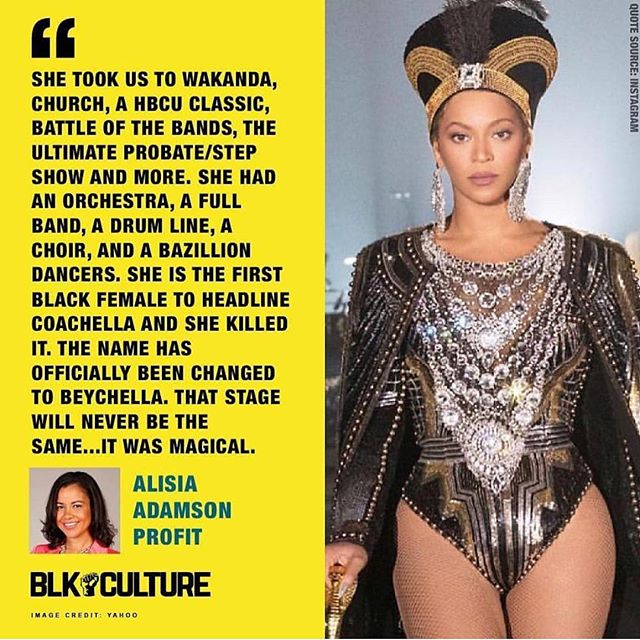 QUOTE SOURCE: INSTAGRAM
SHE TOOK US TO WAKANDA,
CHURCH, A HBCU CLASSIC,
BATTLE OF THE BANDS, THE
ULTIMATE PROBATE/STEP
SHOW AND MORE. SHE HAD
AN ORCHESTRA, A FULL
BAND, A DRUM LINE, A
CHOIR, AND A BAZILLION
DANCERS. SHE IS THE FIRST
BLACK FEMALE TO HEADLINE
COACHELLA AND SHE KILLED
IT. THE NAME HAS
OFFICIALLY BEEN CHANGED
TO BEYCHELLA. THAT STAGE
WILL NEVER BE THE
SAME...IT WAS MAGICAL.
ALISIA
ADAMSON
PROFIT
BLK CULTURE
IMAGE CREDIT: YAHOO